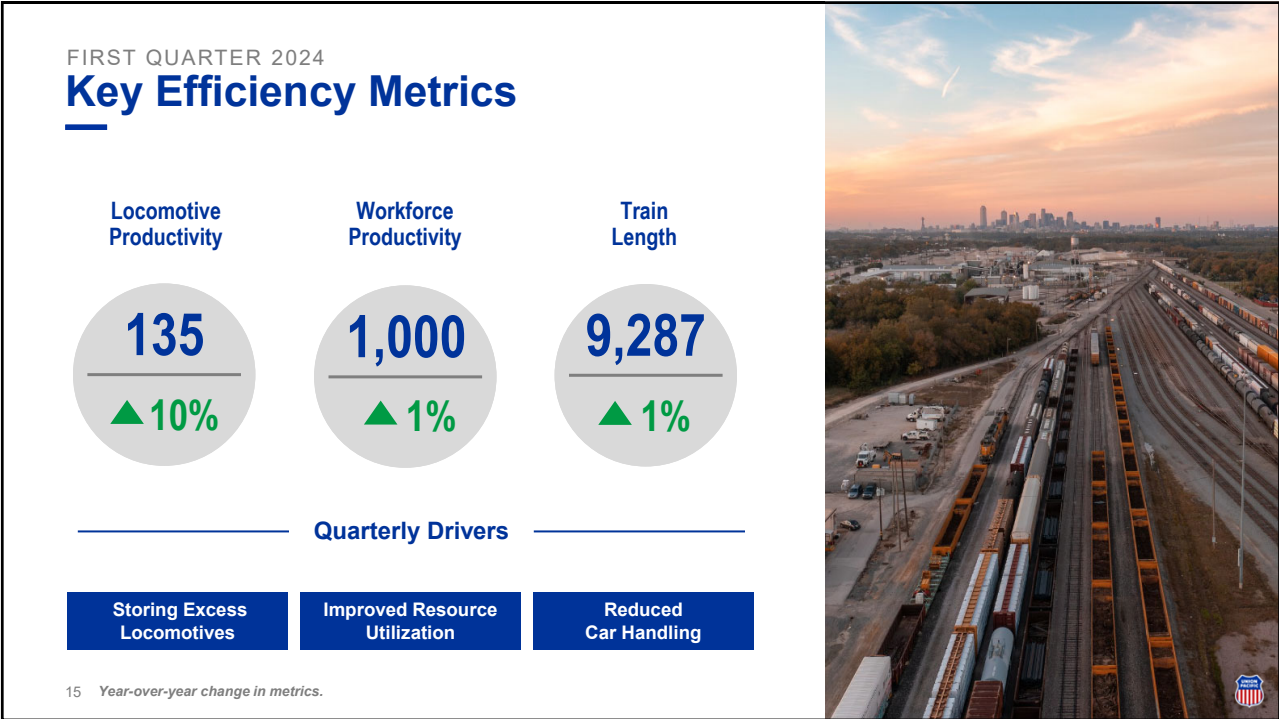 FIRST QUARTER 2024
Key Efficiency Metrics
Locomotive
Productivity
Workforce
Productivity
Train
Length
135
10%
1,000
1%
9,287
1%
Quarterly Drivers
Storing Excess
Locomotives
Improved Resource
Utilization
Reduced
Car Handling
15 Year-over-year change in metrics.
UNION
PACIFIC